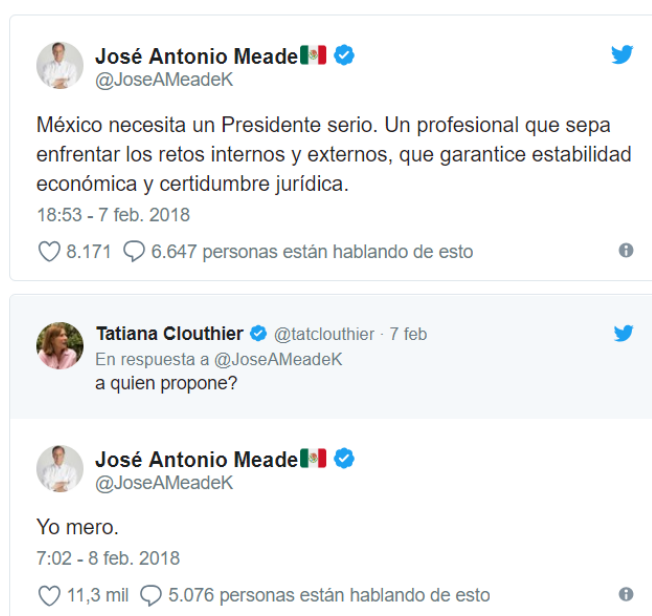 José Antonio Meade🇲🇽
@JoseAMeadeK
México necesita un Presidente serio. Un profesional que sepa
enfrentar los retos internos y externos, que garantice estabilidad
económica y certidumbre jurídica.
18:53 - 7 feb. 2018
8.171 6.647 personas están hablando de esto
Tatiana Clouthier @tatclouthier · 7 feb
En respuesta a @JoseAMeadeK
a quien propone?
José Antonio Meade🇲🇽
@JoseAMeadeK
Yo mero.
7:02 - 8 feb. 2018
11,3 mil 5.076 personas están hablando de esto